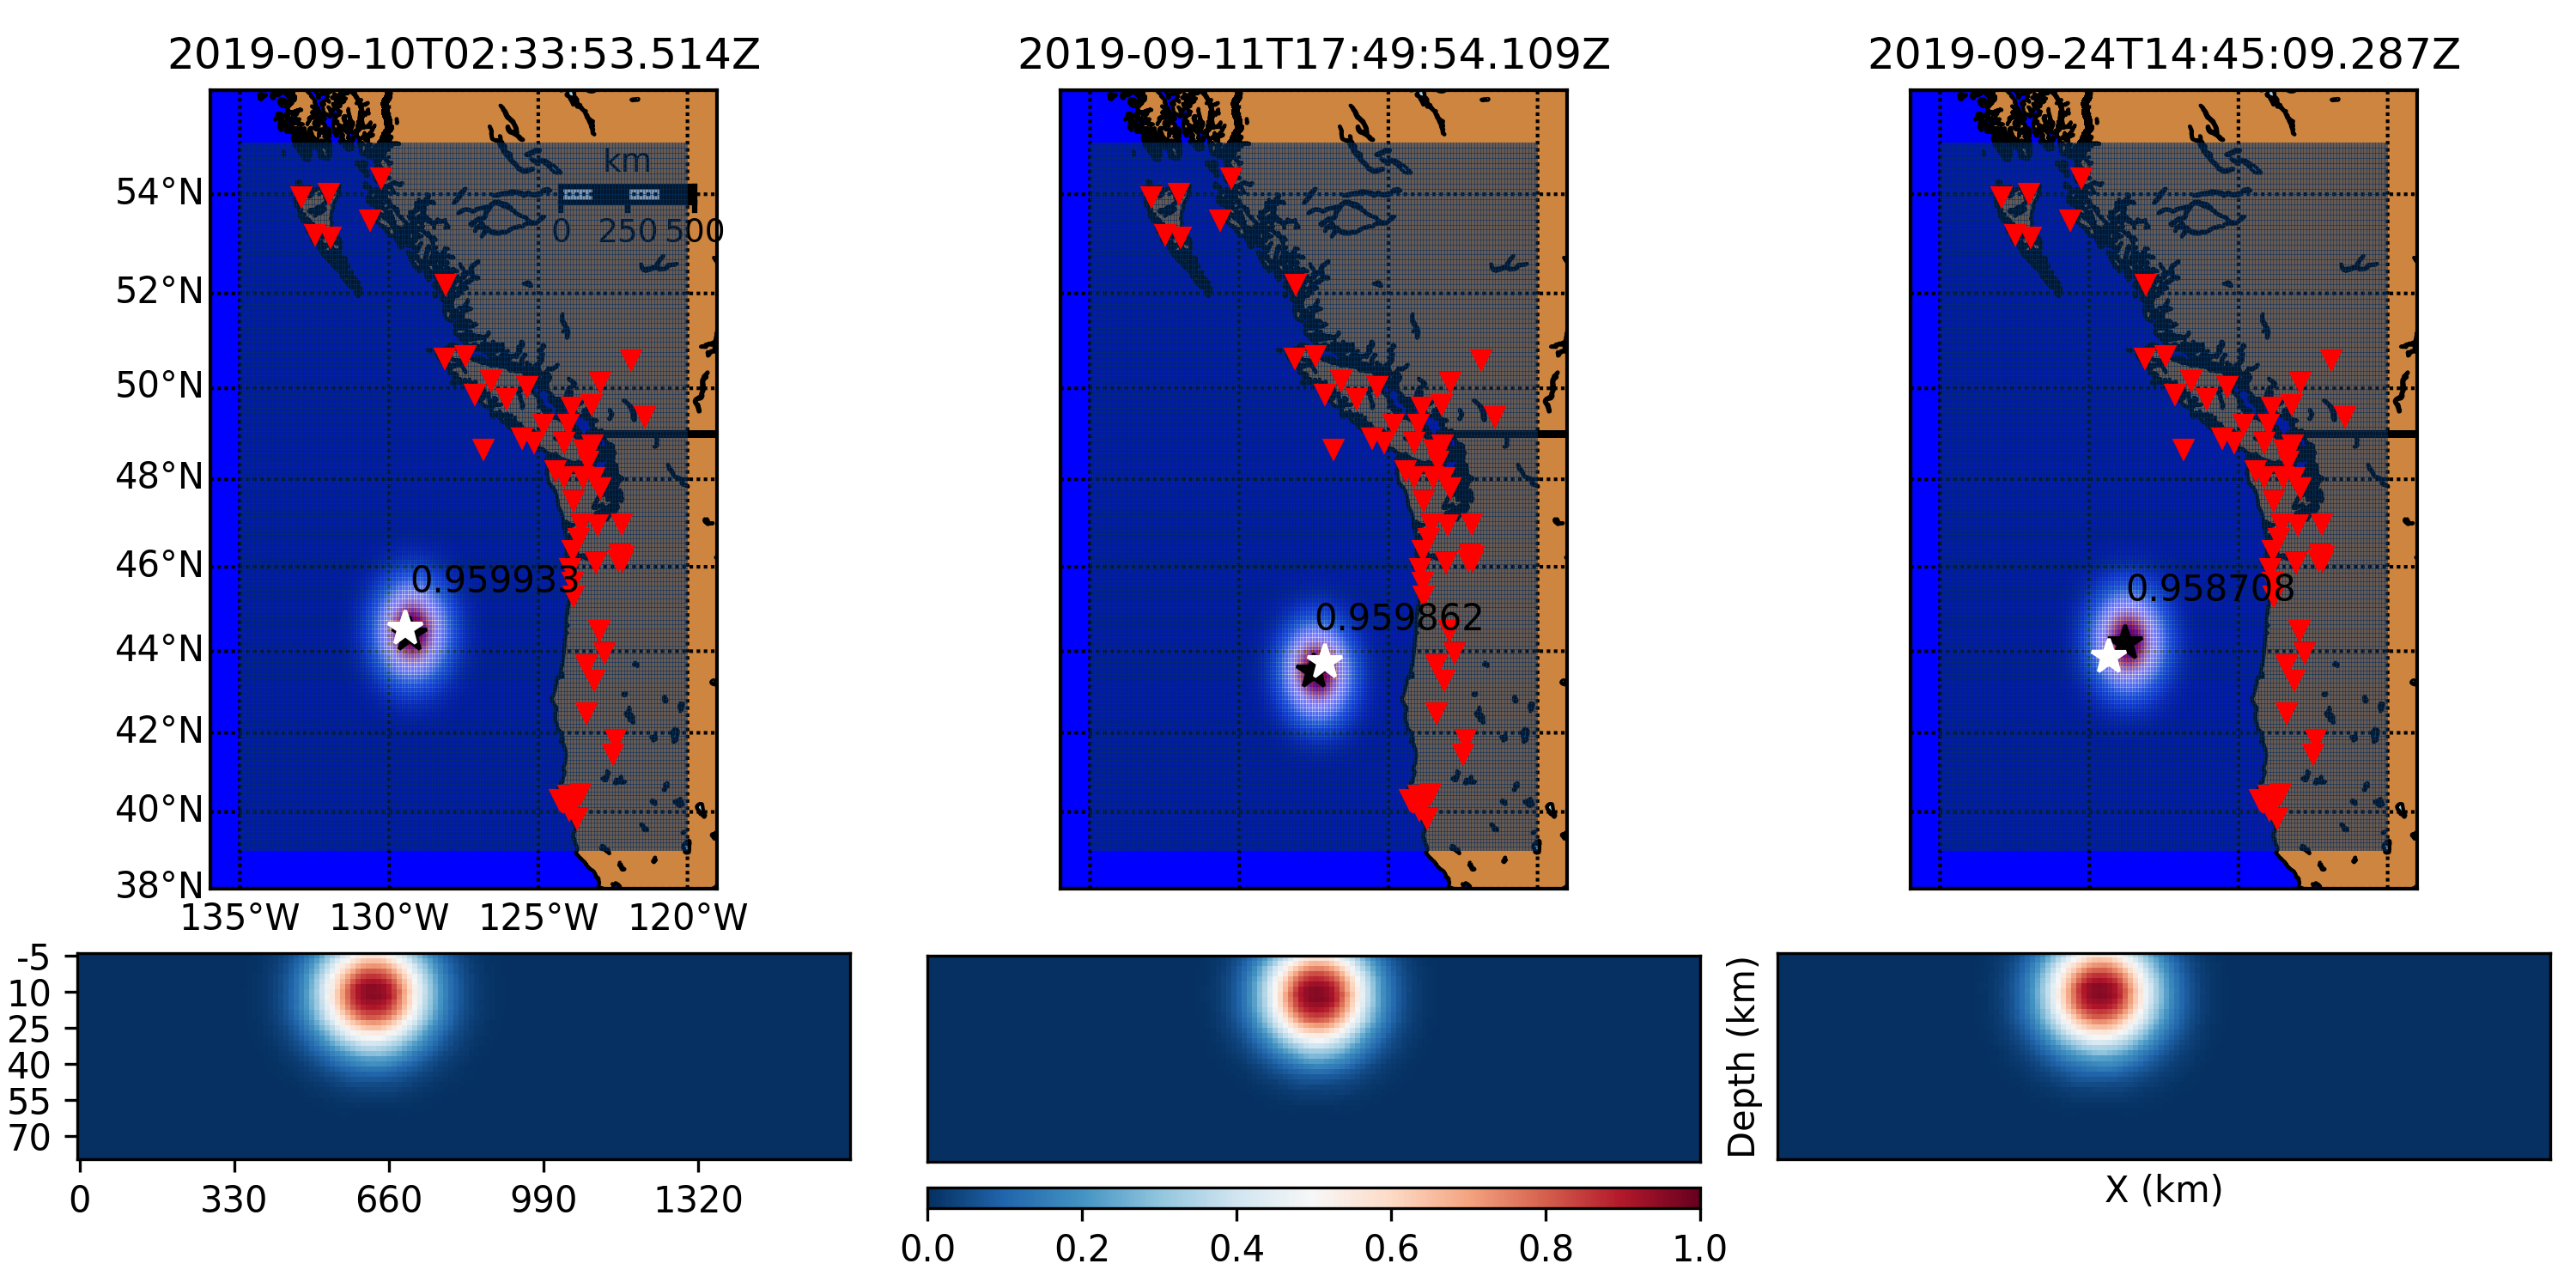 2019-09-10T02:33:53.514Z
2019-09-11T17:49:54.109Z
2019-09-24T14:45:09.287Z
km
0 250 500
54°N
52°N
50°N
48°N
46°N
44°N
42°N
40°N
38°N
0.959933
0.959862
0.958708
135°W 130°W 125°W 120°W
-5
10
25
40
55
70
0 330 660 990 1320
0.0 0.2 0.4 0.6 0.8 1.0
Depth (km)
X (km)